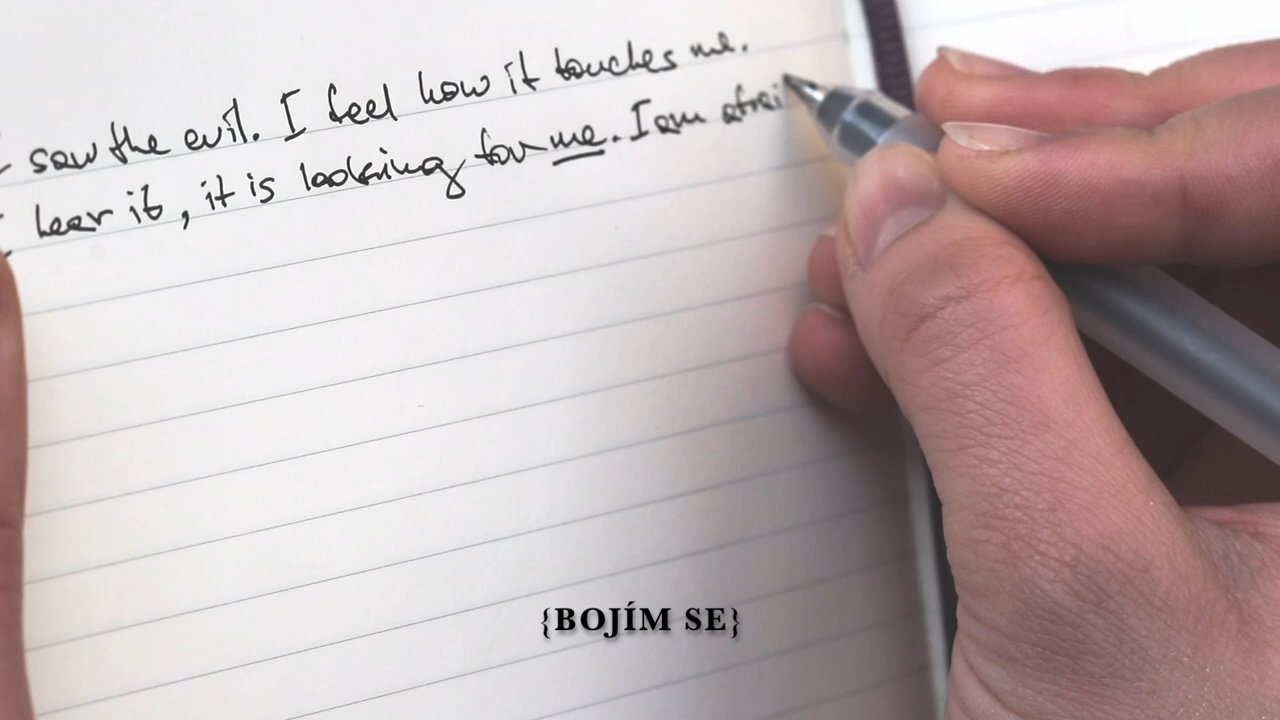 saw the evil. I feel how it touches me.
hear it, it is looking for me. I am afrai
{BOJÍM SE}